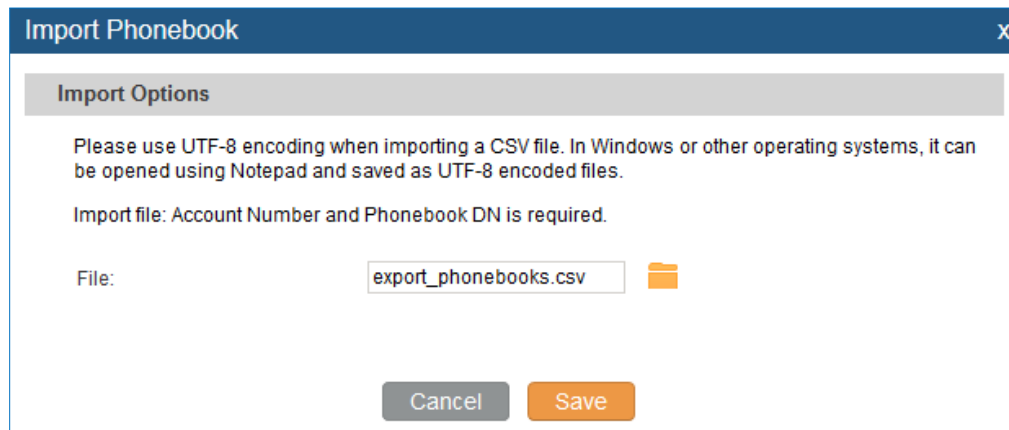 Import Phonebook x
Import Options
Please use UTF-8 encoding when importing a CSV file. In Windows or other operating systems, it can
be opened using Notepad and saved as UTF-8 encoded files.
Import file: Account Number and Phonebook DN is required.
File: export_phonebooks.csv
Cancel Save